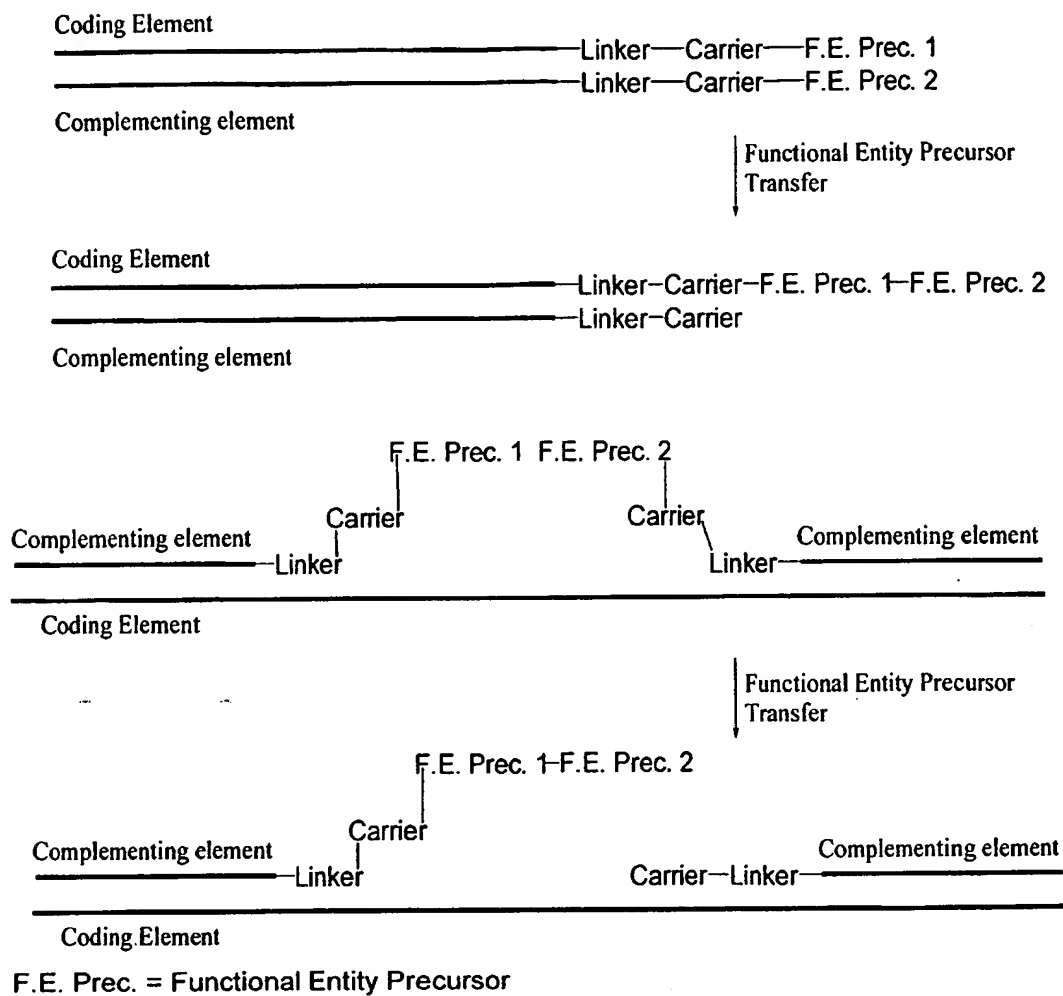 Coding Element
Linker—Carrier—F.E. Prec. 1
Linker—Carrier—F.E. Prec. 2
Complementing element
Functional Entity Precursor
Transfer
Coding Element
Linker–Carrier–F.E. Prec. 1–F.E. Prec. 2
Linker–Carrier
Complementing element
F.E. Prec. 1 F.E. Prec. 2
Carrier Carrier
Complementing element Complementing element
Linker Linker
Coding Element
Functional Entity Precursor
Transfer
F.E. Prec. 1–F.E. Prec. 2
Carrier
Complementing element Complementing element
Linker Carrier–Linker
Coding.Element
F.E. Prec. = Functional Entity Precursor